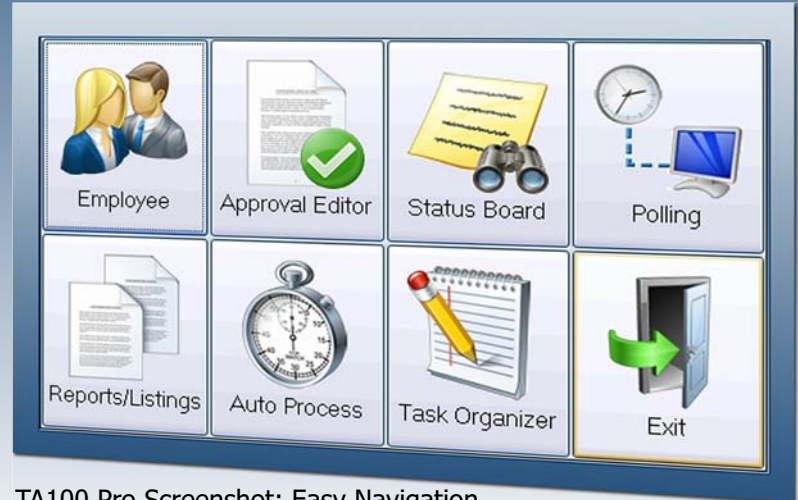 Employee
Approval Editor
Status Board
Polling
Reports/Listings
Auto Process
Task Organizer
Exit
TA100 Pro Screenshot: Easy Navigation